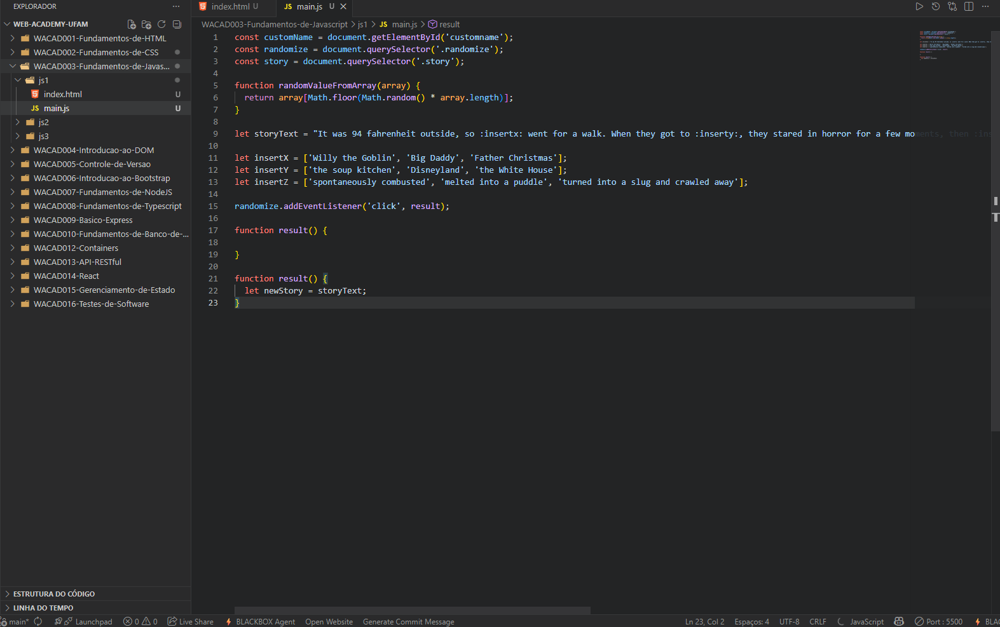 EXPLORADOR
index.html U
JS main.js U
WEB-ACADEMY-UFAM
WACAD003-Fundamentos-de-Javascript > js1 > JS main.js > result
WACAD001-Fundamentos-de-HTML
WACAD002-Fundamentos-de-CSS
WACAD003-Fundamentos-de-Javas...
js1
index.html U
JS main.js U
js2
js3
WACAD004-Introducao-ao-DOM
WACAD005-Controle-de-Versao
WACAD006-Introducao-ao-Bootstrap
WACAD007-Fundamentos-de-NodeJS
WACAD008-Fundamentos-de-Typescript
WACAD009-Basico-Express
WACAD010-Fundamentos-de-Banco-de-...
WACAD012-Containers
WACAD013-API-RESTful
WACAD014-React
WACAD015-Gerenciamento-de-Estado
WACAD016-Testes-de-Software
ESTRUTURA DO CÓDIGO
LINHA DO TEMPO
1 const customName = document.getElementById('customname');
2 const randomize = document.querySelector('.randomize');
3 const story = document.querySelector('.story');
4
5 function randomValueFromArray(array) {
6 return array[Math.floor(Math.random() * array.length)];
7 }
8
9 let storyText = "It was 94 fahrenheit outside, so :insertx: went for a walk. When they got to :inserty:, they stared in horror for a few moments, then :ins
10
11 let insertX = ['Willy the Goblin', 'Big Daddy', 'Father Christmas'];
12 let insertY = ['the soup kitchen', 'Disneyland', 'the White House'];
13 let insertZ = ['spontaneously combusted', 'melted into a puddle', 'turned into a slug and crawled away'];
14
15 randomize.addEventListener('click', result);
16
17 function result() {
18
19 }
20
21 function result() {
22 let newStory = storyText;
23 }
main* Launchpad 0 0 Live Share BLACKBOX Agent Open Website Generate Commit Message Ln 23, Col 2 Espaços: 4 UTF-8 CRLF JavaScript Port : 5500 BLAC